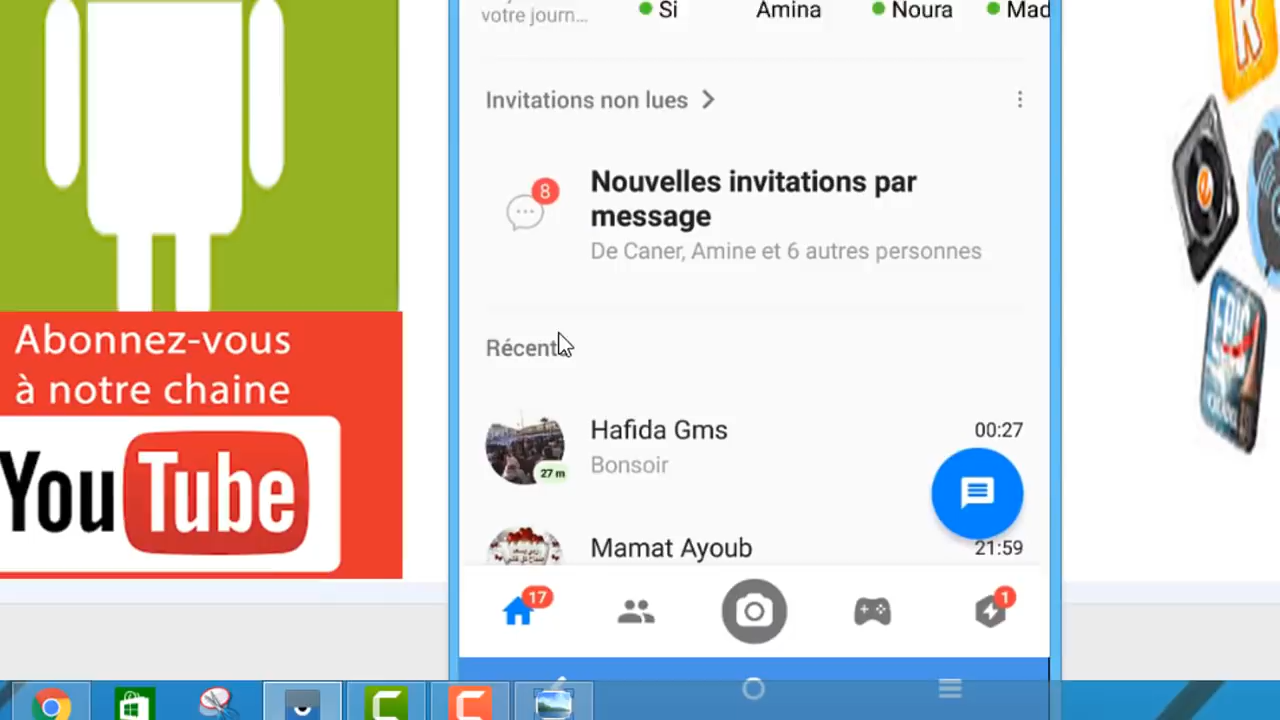 votre journ...
Si
Amina
Noura
Mad
Invitations non lues
8
Nouvelles invitations par
message
De Caner, Amine et 6 autres personnes
Récent
Hafida Gms
00:27
Bonsoir
27 m
Mamat Ayoub
21:59
17
1
Abonnez-vous
à notre chaine
YouTube